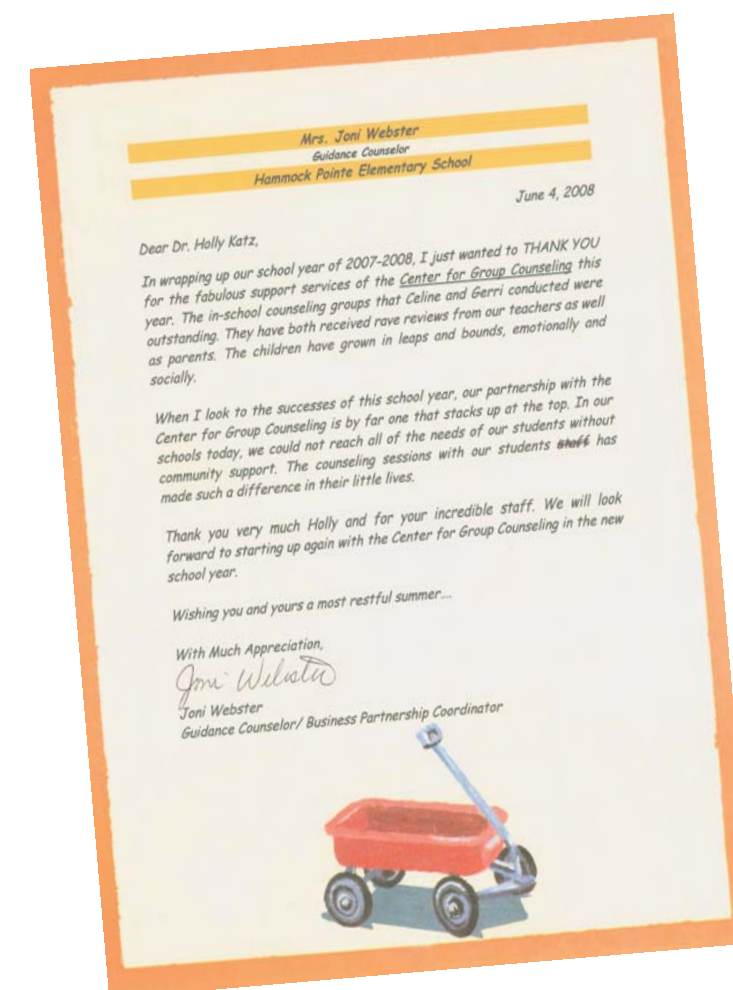 Mrs. Joni Webster
Guidance Counselor
Hammock Pointe Elementary School
June 4, 2008
Dear Dr. Holly Katz,
In wrapping up our school year of 2007-2008, I just wanted to THANK YOU
for the fabulous support services of the Center for Group Counseling this
year. The in-school counseling groups that Celine and Gerri conducted were
outstanding. They have both received rave reviews from our teachers as well
as parents. The children have grown in leaps and bounds, emotionally and
socially.
When I look to the successes of this school year, our partnership with the
Center for Group Counseling is by far one that stacks up at the top. In our
schools today, we could not reach all of the needs of our students without
community support. The counseling sessions with our students staff has
made such a difference in their little lives.
Thank you very much Holly and for your incredible staff. We will look
forward to starting up again with the Center for Group Counseling in the new
school year.
Wishing you and yours a most restful summer....
With Much Appreciation,
Joni Webster
Joni Webster
Guidance Counselor/ Business Partnership Coordinator